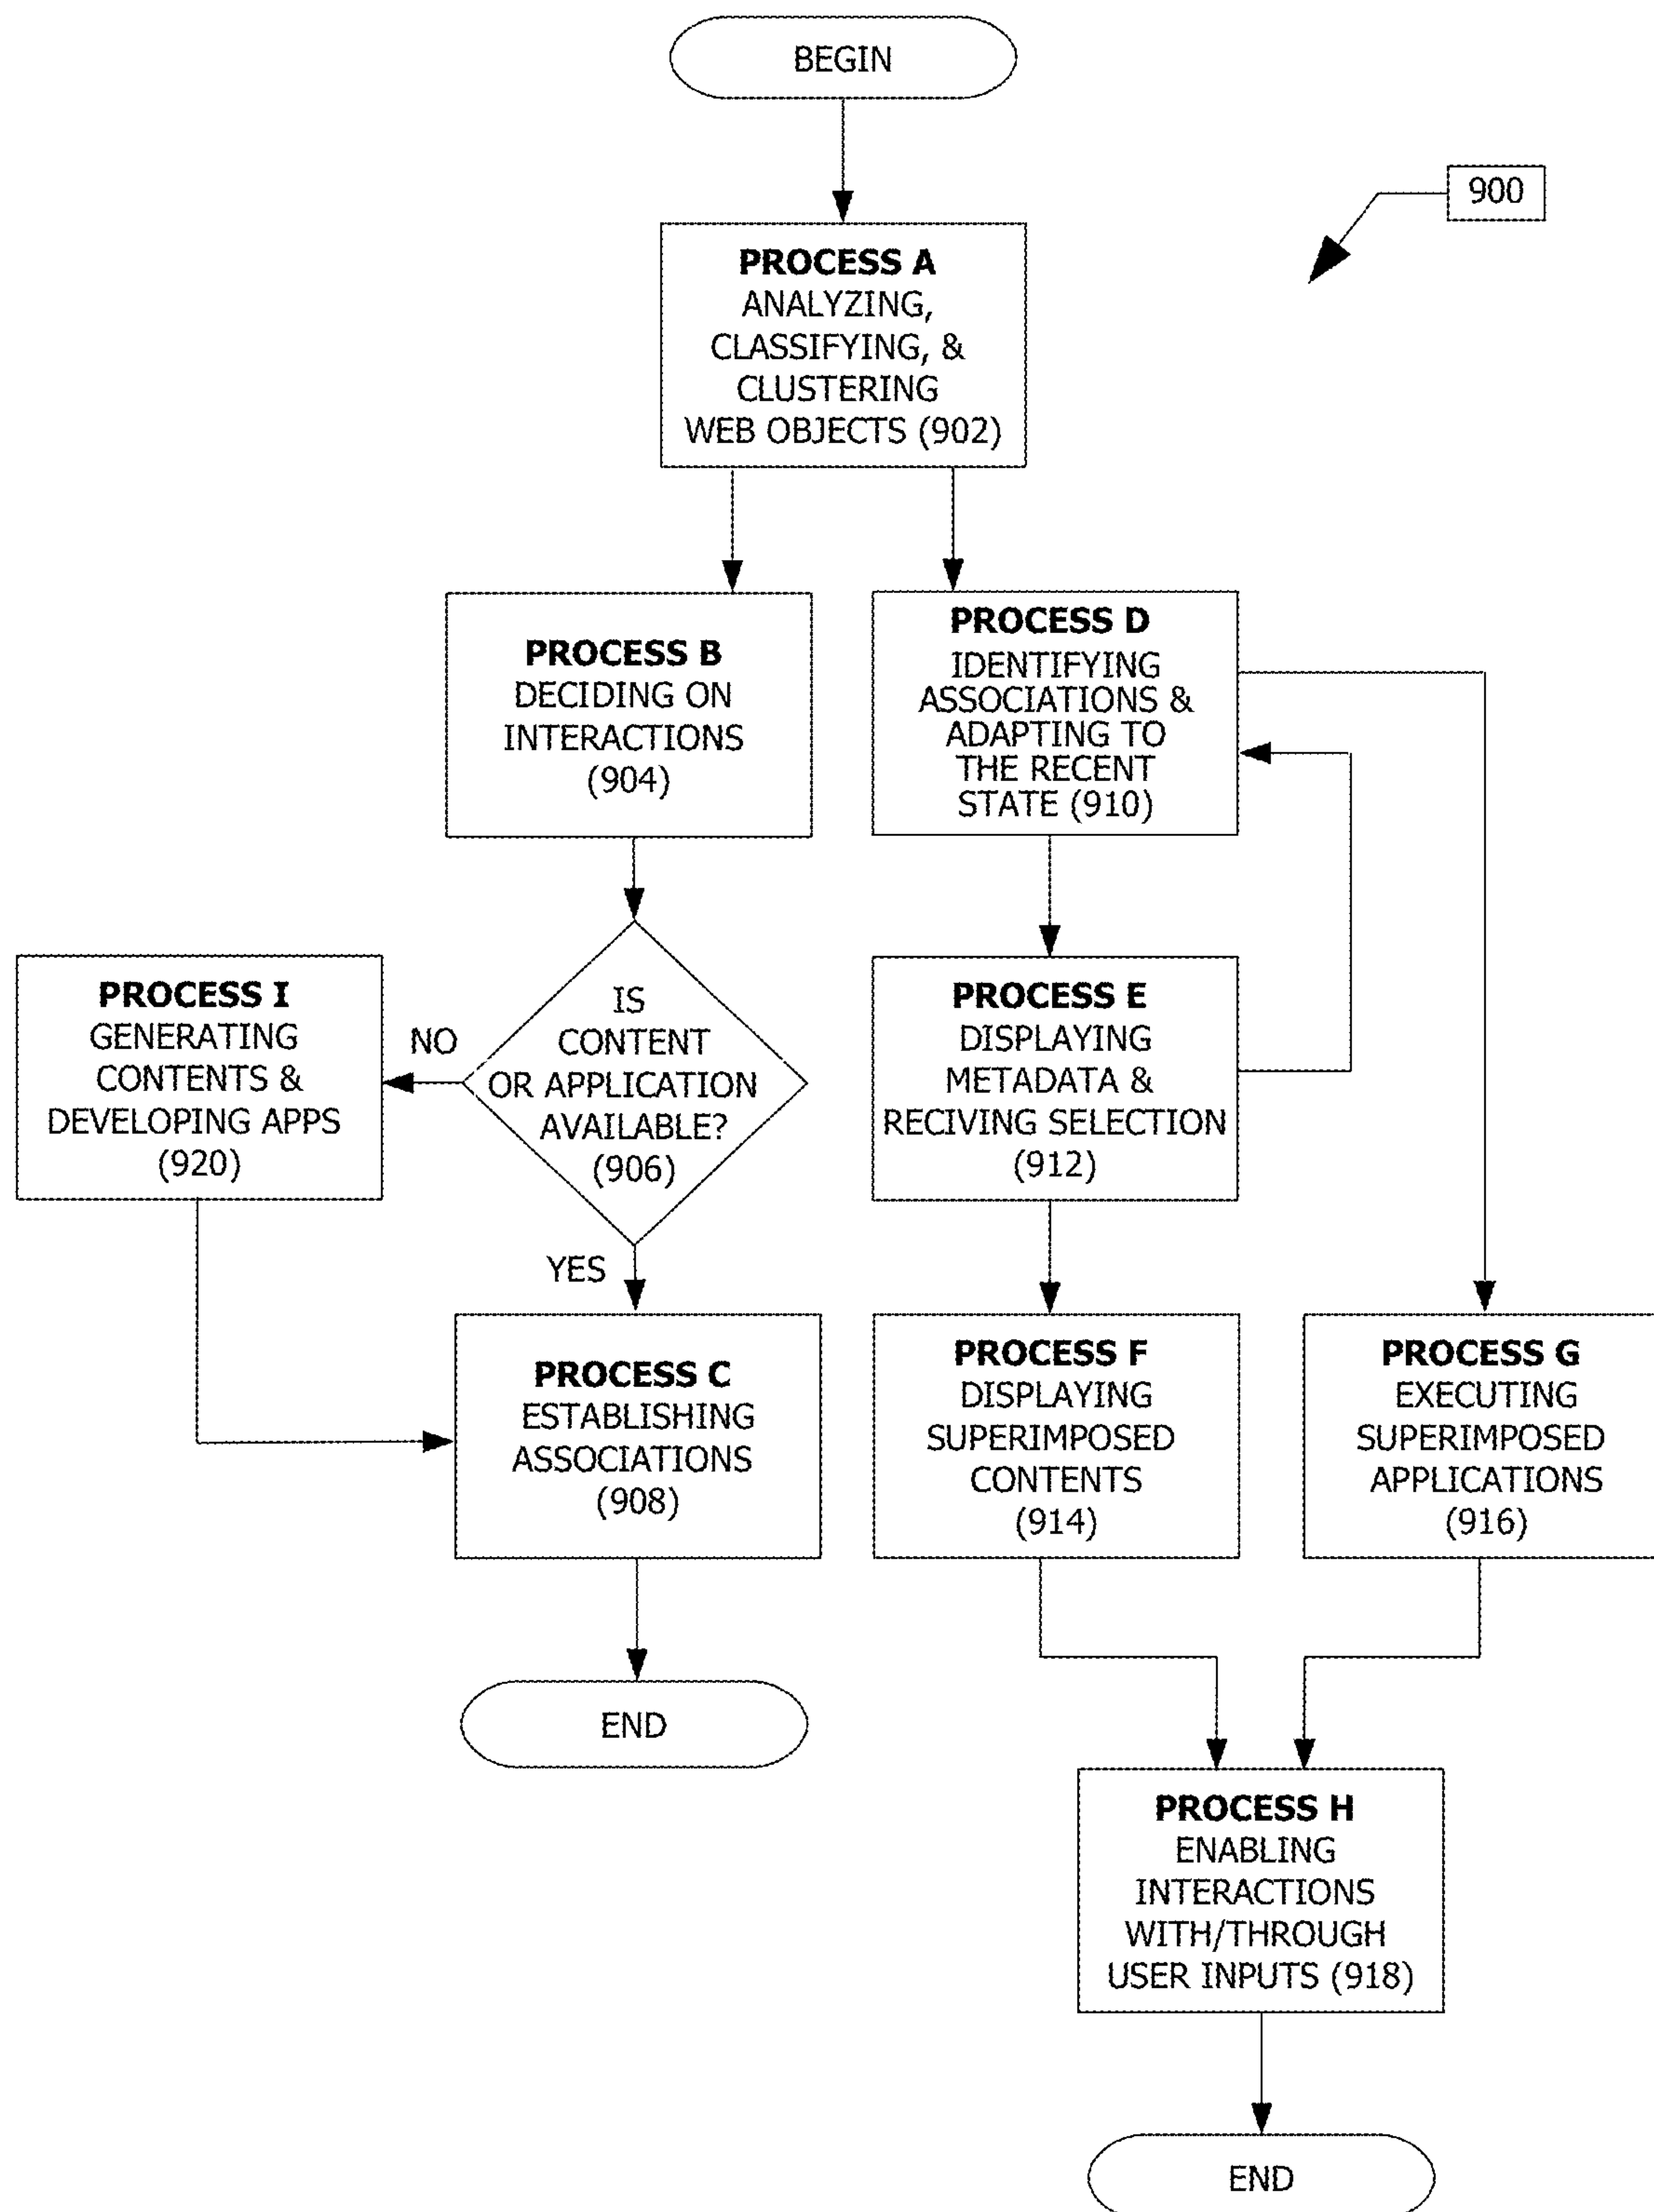 BEGIN
900
PROCESS A
ANALYZING,
CLASSIFYING, &
CLUSTERING
WEB OBJECTS (902)
PROCESS B
DECIDING ON
INTERACTIONS
(904)
PROCESS D
IDENTIFYING
ASSOCIATIONS &
ADAPTING TO
THE RECENT
STATE (910)
PROCESS I
GENERATING
CONTENTS &
DEVELOPING APPS
(920)
NO
IS
CONTENT
OR APPLICATION
AVAILABLE?
(906)
YES
PROCESS E
DISPLAYING
METADATA &
RECIVING SELECTION
(912)
PROCESS C
ESTABLISHING
ASSOCIATIONS
(908)
PROCESS F
DISPLAYING
SUPERIMPOSED
CONTENTS
(914)
PROCESS G
EXECUTING
SUPERIMPOSED
APPLICATIONS
(916)
END
PROCESS H
ENABLING
INTERACTIONS
WITH/THROUGH
USER INPUTS (918)
END